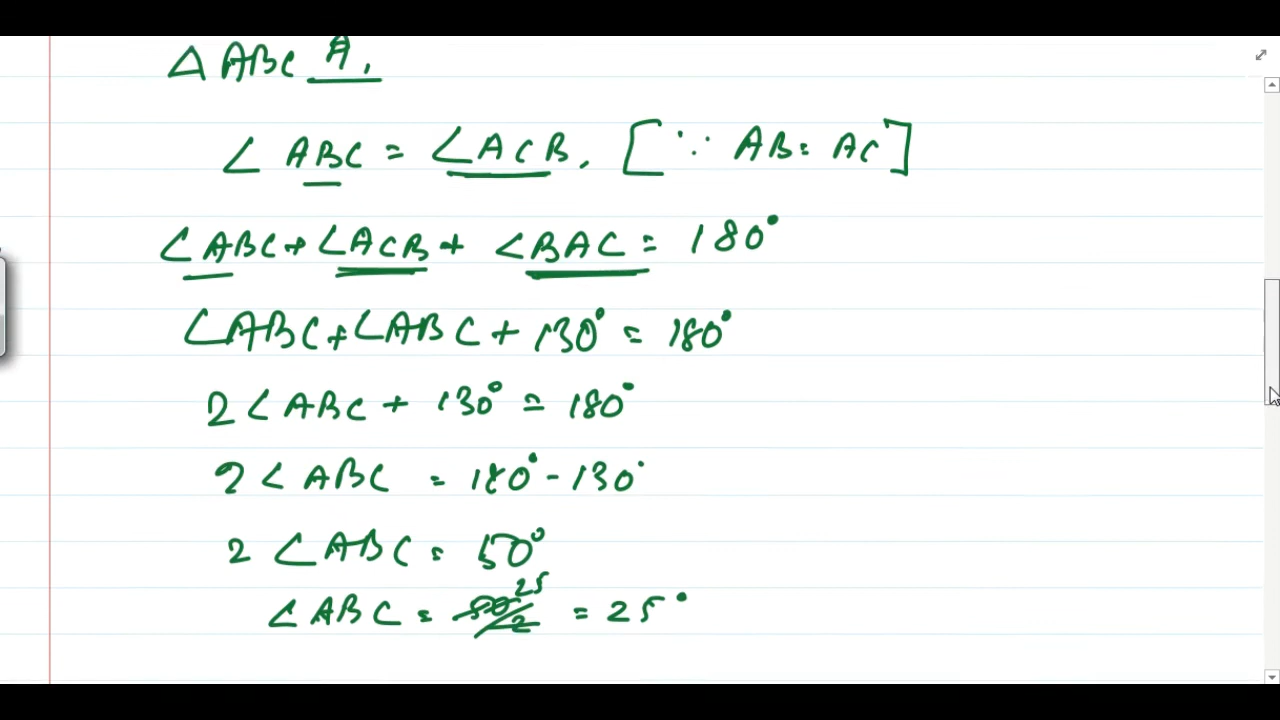 △ ABC A,
∠ ABC = ∠ACB, [∵ AB = AC]
∠ABC + ∠ACB + ∠BAC = 180°
∠ABC + ∠ABC + 130° = 180°
2 ∠ABC + 130° = 180°
2 ∠ABC = 180° - 130°
2 ∠ABC = 50°
∠ABC = 50/2 25 = 25°